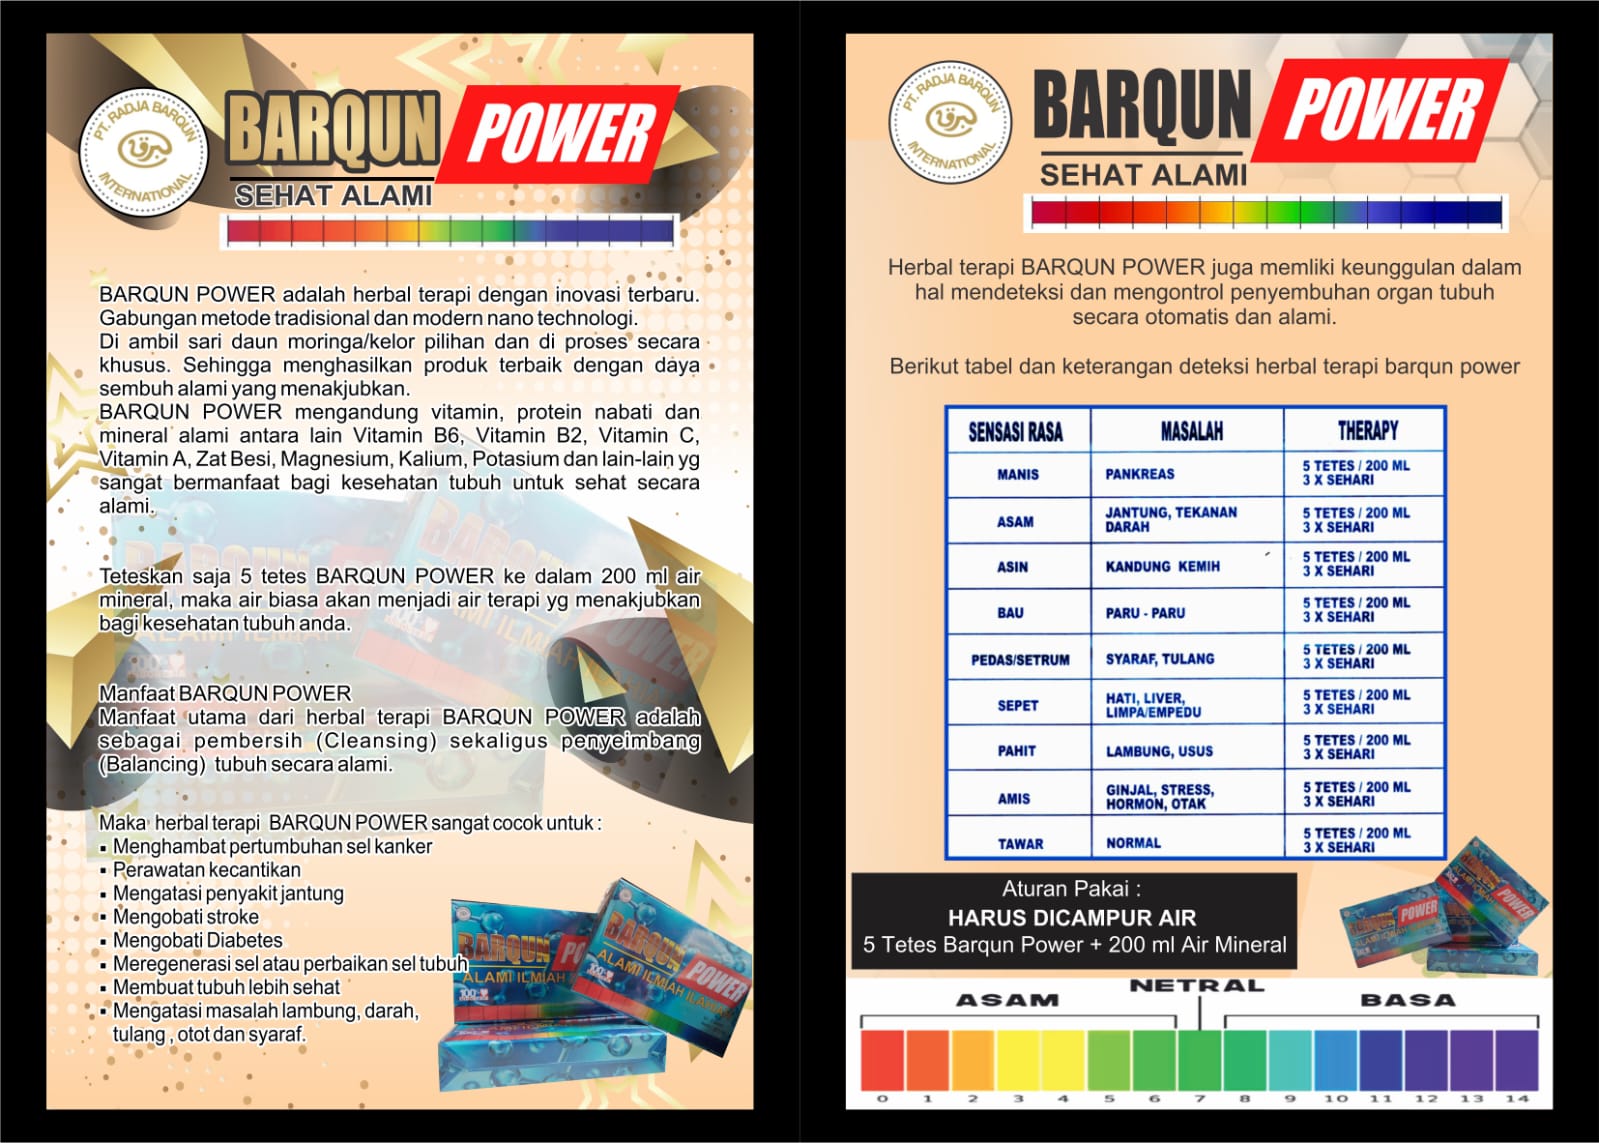 PT. RADJA BARQUN
INTERNATIONAL
BARQUN POWER
SEHAT ALAMI
BARQUN POWER adalah herbal terapi dengan inovasi terbaru.
Gabungan metode tradisional dan modern nano technologi.
Di ambil sari daun moringa/kelor pilihan dan di proses secara
khusus. Sehingga menghasilkan produk terbaik dengan daya
sembuh alami yang menakjubkan.
BARQUN POWER mengandung vitamin, protein nabati dan
mineral alami antara lain Vitamin B6, Vitamin B2, Vitamin C,
Vitamin A, Zat Besi, Magnesium, Kalium, Potasium dan lain-lain yg
sangat bermanfaat bagi kesehatan tubuh untuk sehat secara
alami.
Teteskan saja 5 tetes BARQUN POWER ke dalam 200 ml air
mineral, maka air biasa akan menjadi air terapi yg menakjubkan
bagi kesehatan tubuh anda.
Manfaat BARQUN POWER
Manfaat utama dari herbal terapi BARQUN POWER adalah
sebagai pembersih (Cleansing) sekaligus penyeimbang
(Balancing) tubuh secara alami.
Maka herbal terapi BARQUN POWER sangat cocok untuk :
▪ Menghambat pertumbuhan sel kanker
▪ Perawatan kecantikan
▪ Mengatasi penyakit jantung
▪ Mengobati stroke
▪ Mengobati Diabetes
▪ Meregenerasi sel atau perbaikan sel tubuh
▪ Membuat tubuh lebih sehat
▪ Mengatasi masalah lambung, darah,
tulang , otot dan syaraf.
BARQUN
ALAMI ILMIAH
100%
BARQUN POWER
ALAMI ILMIAH
100%
PT. RADJA BARQUN
INTERNATIONAL
BARQUN POWER
SEHAT ALAMI
Herbal terapi BARQUN POWER juga memliki keunggulan dalam
hal mendeteksi dan mengontrol penyembuhan organ tubuh
secara otomatis dan alami.
Berikut tabel dan keterangan deteksi herbal terapi barqun power
SENSASI RASA MASALAH THERAPY
MANIS PANKREAS 5 TETES / 200 ML
3 X SEHARI
ASAM JANTUNG, TEKANAN 5 TETES / 200 ML
DARAH 3 X SEHARI
ASIN KANDUNG KEMIH 5 TETES / 200 ML
3 X SEHARI
BAU PARU - PARU 5 TETES / 200 ML
3 X SEHARI
PEDAS/SETRUM SYARAF, TULANG 5 TETES / 200 ML
3 X SEHARI
SEPET HATI, LIVER, 5 TETES / 200 ML
LIMPA/EMPEDU 3 X SEHARI
PAHIT LAMBUNG, USUS 5 TETES / 200 ML
3 X SEHARI
AMIS GINJAL, STRESS, 5 TETES / 200 ML
HORMON, OTAK 3 X SEHARI
TAWAR NORMAL 5 TETES / 200 ML
3 X SEHARI
Aturan Pakai :
HARUS DICAMPUR AIR
5 Tetes Barqun Power + 200 ml Air Mineral
BARQUN POWER
ALAMI ILMIAH
BARQUN POWER
ASAM NETRAL BASA
0 1 2 3 4 5 6 7 8 9 10 11 12 13 14